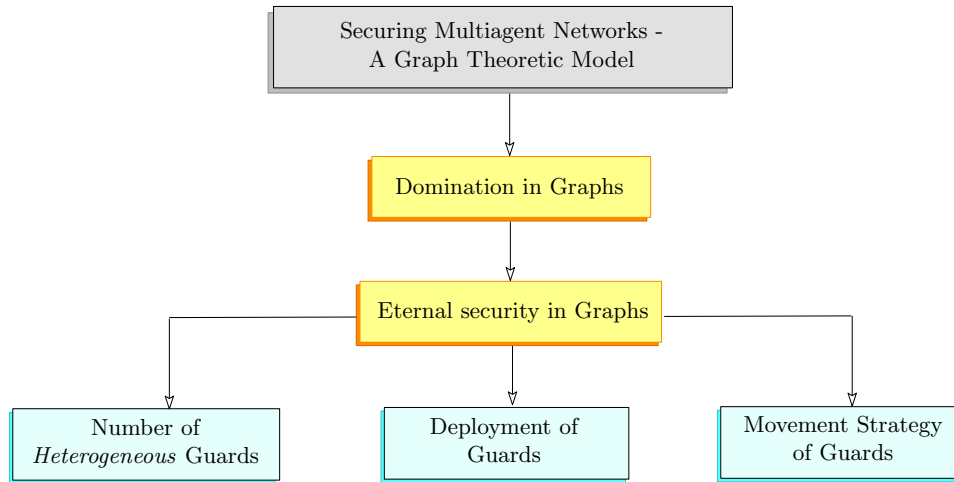 Securing Multiagent Networks -
A Graph Theoretic Model
Domination in Graphs
Eternal security in Graphs
Number of
Heterogeneous Guards
Deployment of
Guards
Movement Strategy
of Guards